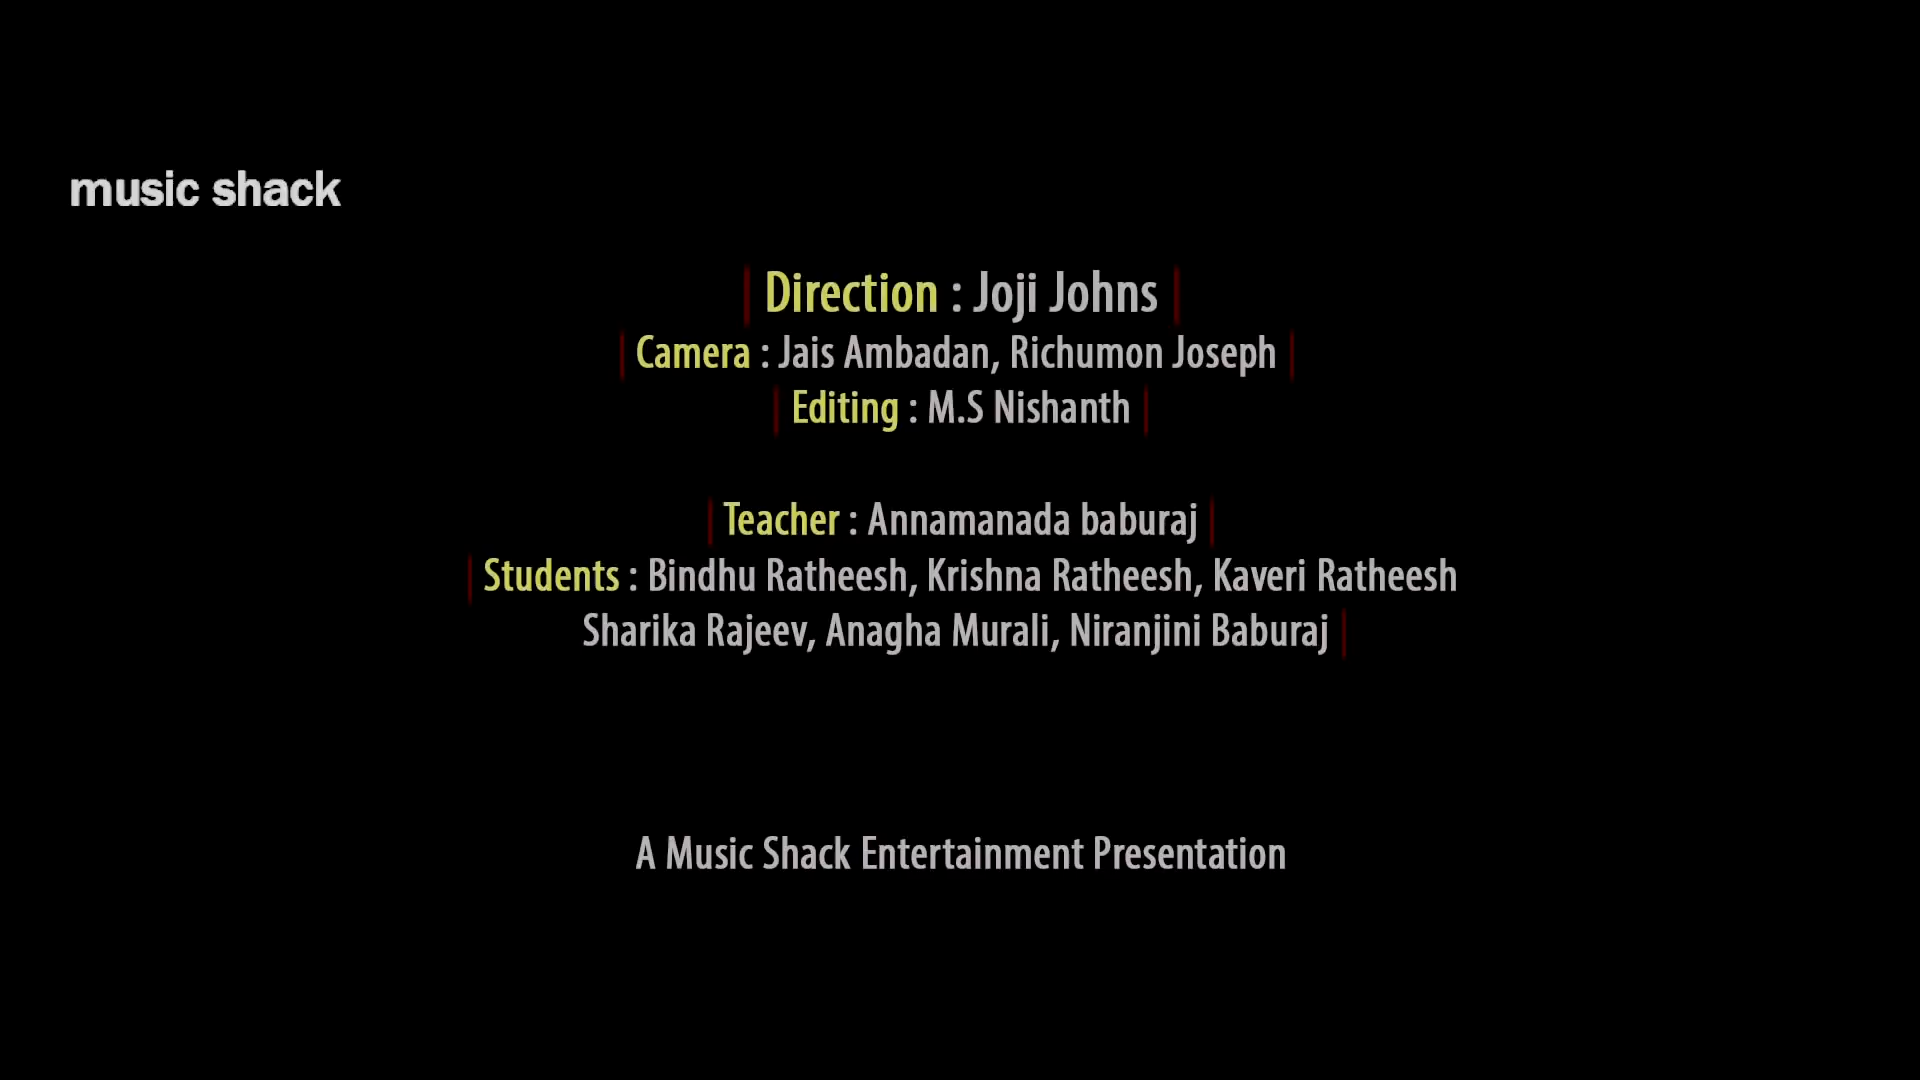 music shack
| Direction : Joji Johns |
| Camera : Jais Ambadan, Richumon Joseph |
| Editing : M.S Nishanth |
| Teacher : Annamanada baburaj |
| Students : Bindhu Ratheesh, Krishna Ratheesh, Kaveri Ratheesh
Sharika Rajeev, Anagha Murali, Niranjini Baburaj |
A Music Shack Entertainment Presentation